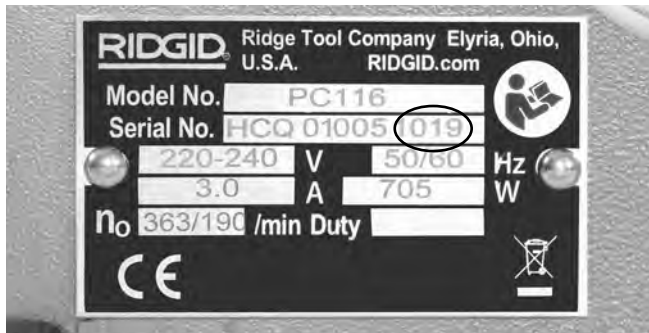 RIDGID® Ridge Tool Company Elyria, Ohio,
U.S.A. RIDGID.com
Model No. PC116
Serial No. HCQ 01005 1019
220-240 V 50/60 Hz
3.0 A 705 W
n₀ 363/190 /min Duty
CE